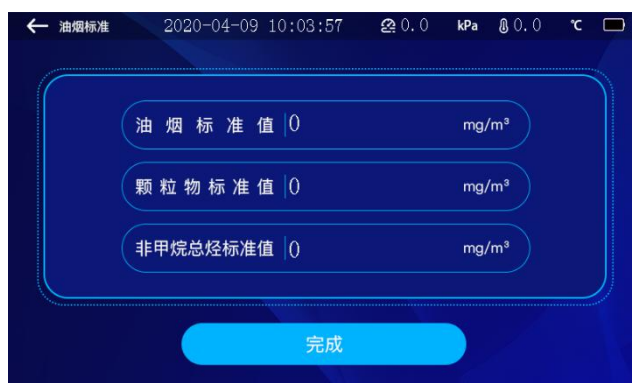 油烟标准 2020-04-09 10:03:57 0.0 kPa 0.0 ℃
油烟标准值 0 mg/m³
颗粒物标准值 0 mg/m³
非甲烷总烃标准值 0 mg/m³
完成